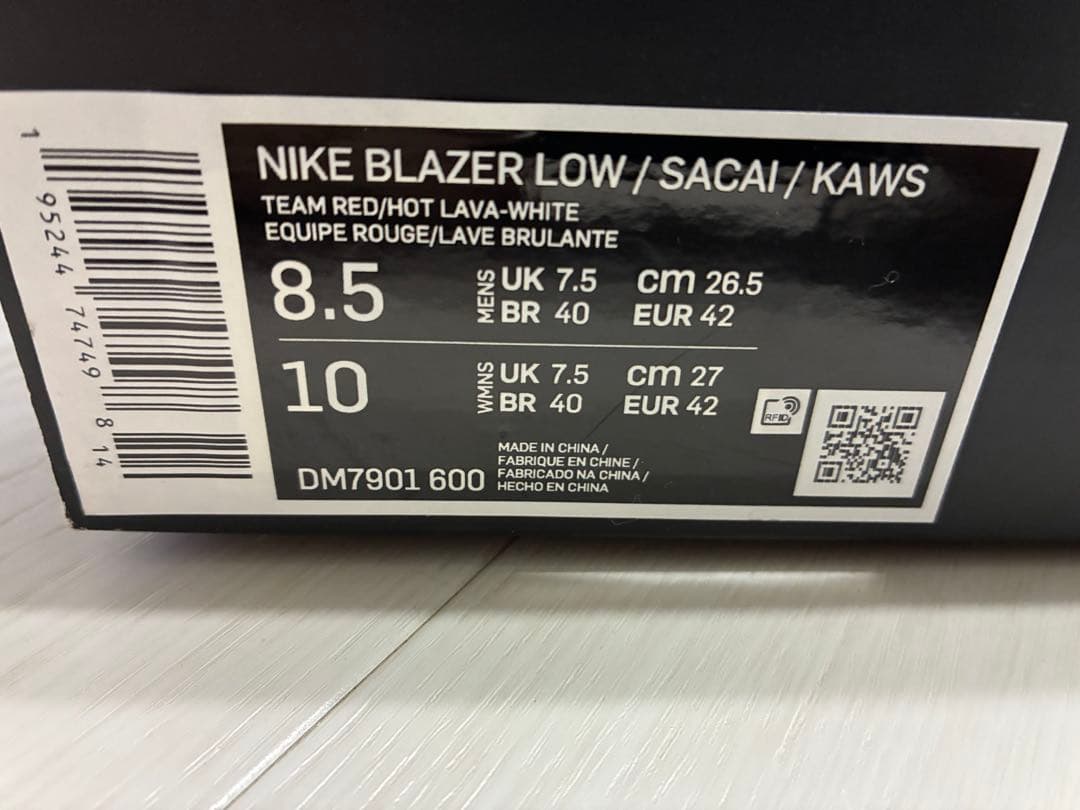 1 95244 74749 814
NIKE BLAZER LOW / SACAI / KAWS
TEAM RED/HOT LAVA-WHITE
EQUIPE ROUGE/LAVE BRULANTE
8.5 MENS UK 7.5 cm 26.5
BR 40 EUR 42
10 WMNS UK 7.5 cm 27
BR 40 EUR 42
RFID
DM7901 600
MADE IN CHINA /
FABRIQUE EN CHINE /
FABRICADO NA CHINA /
HECHO EN CHINA